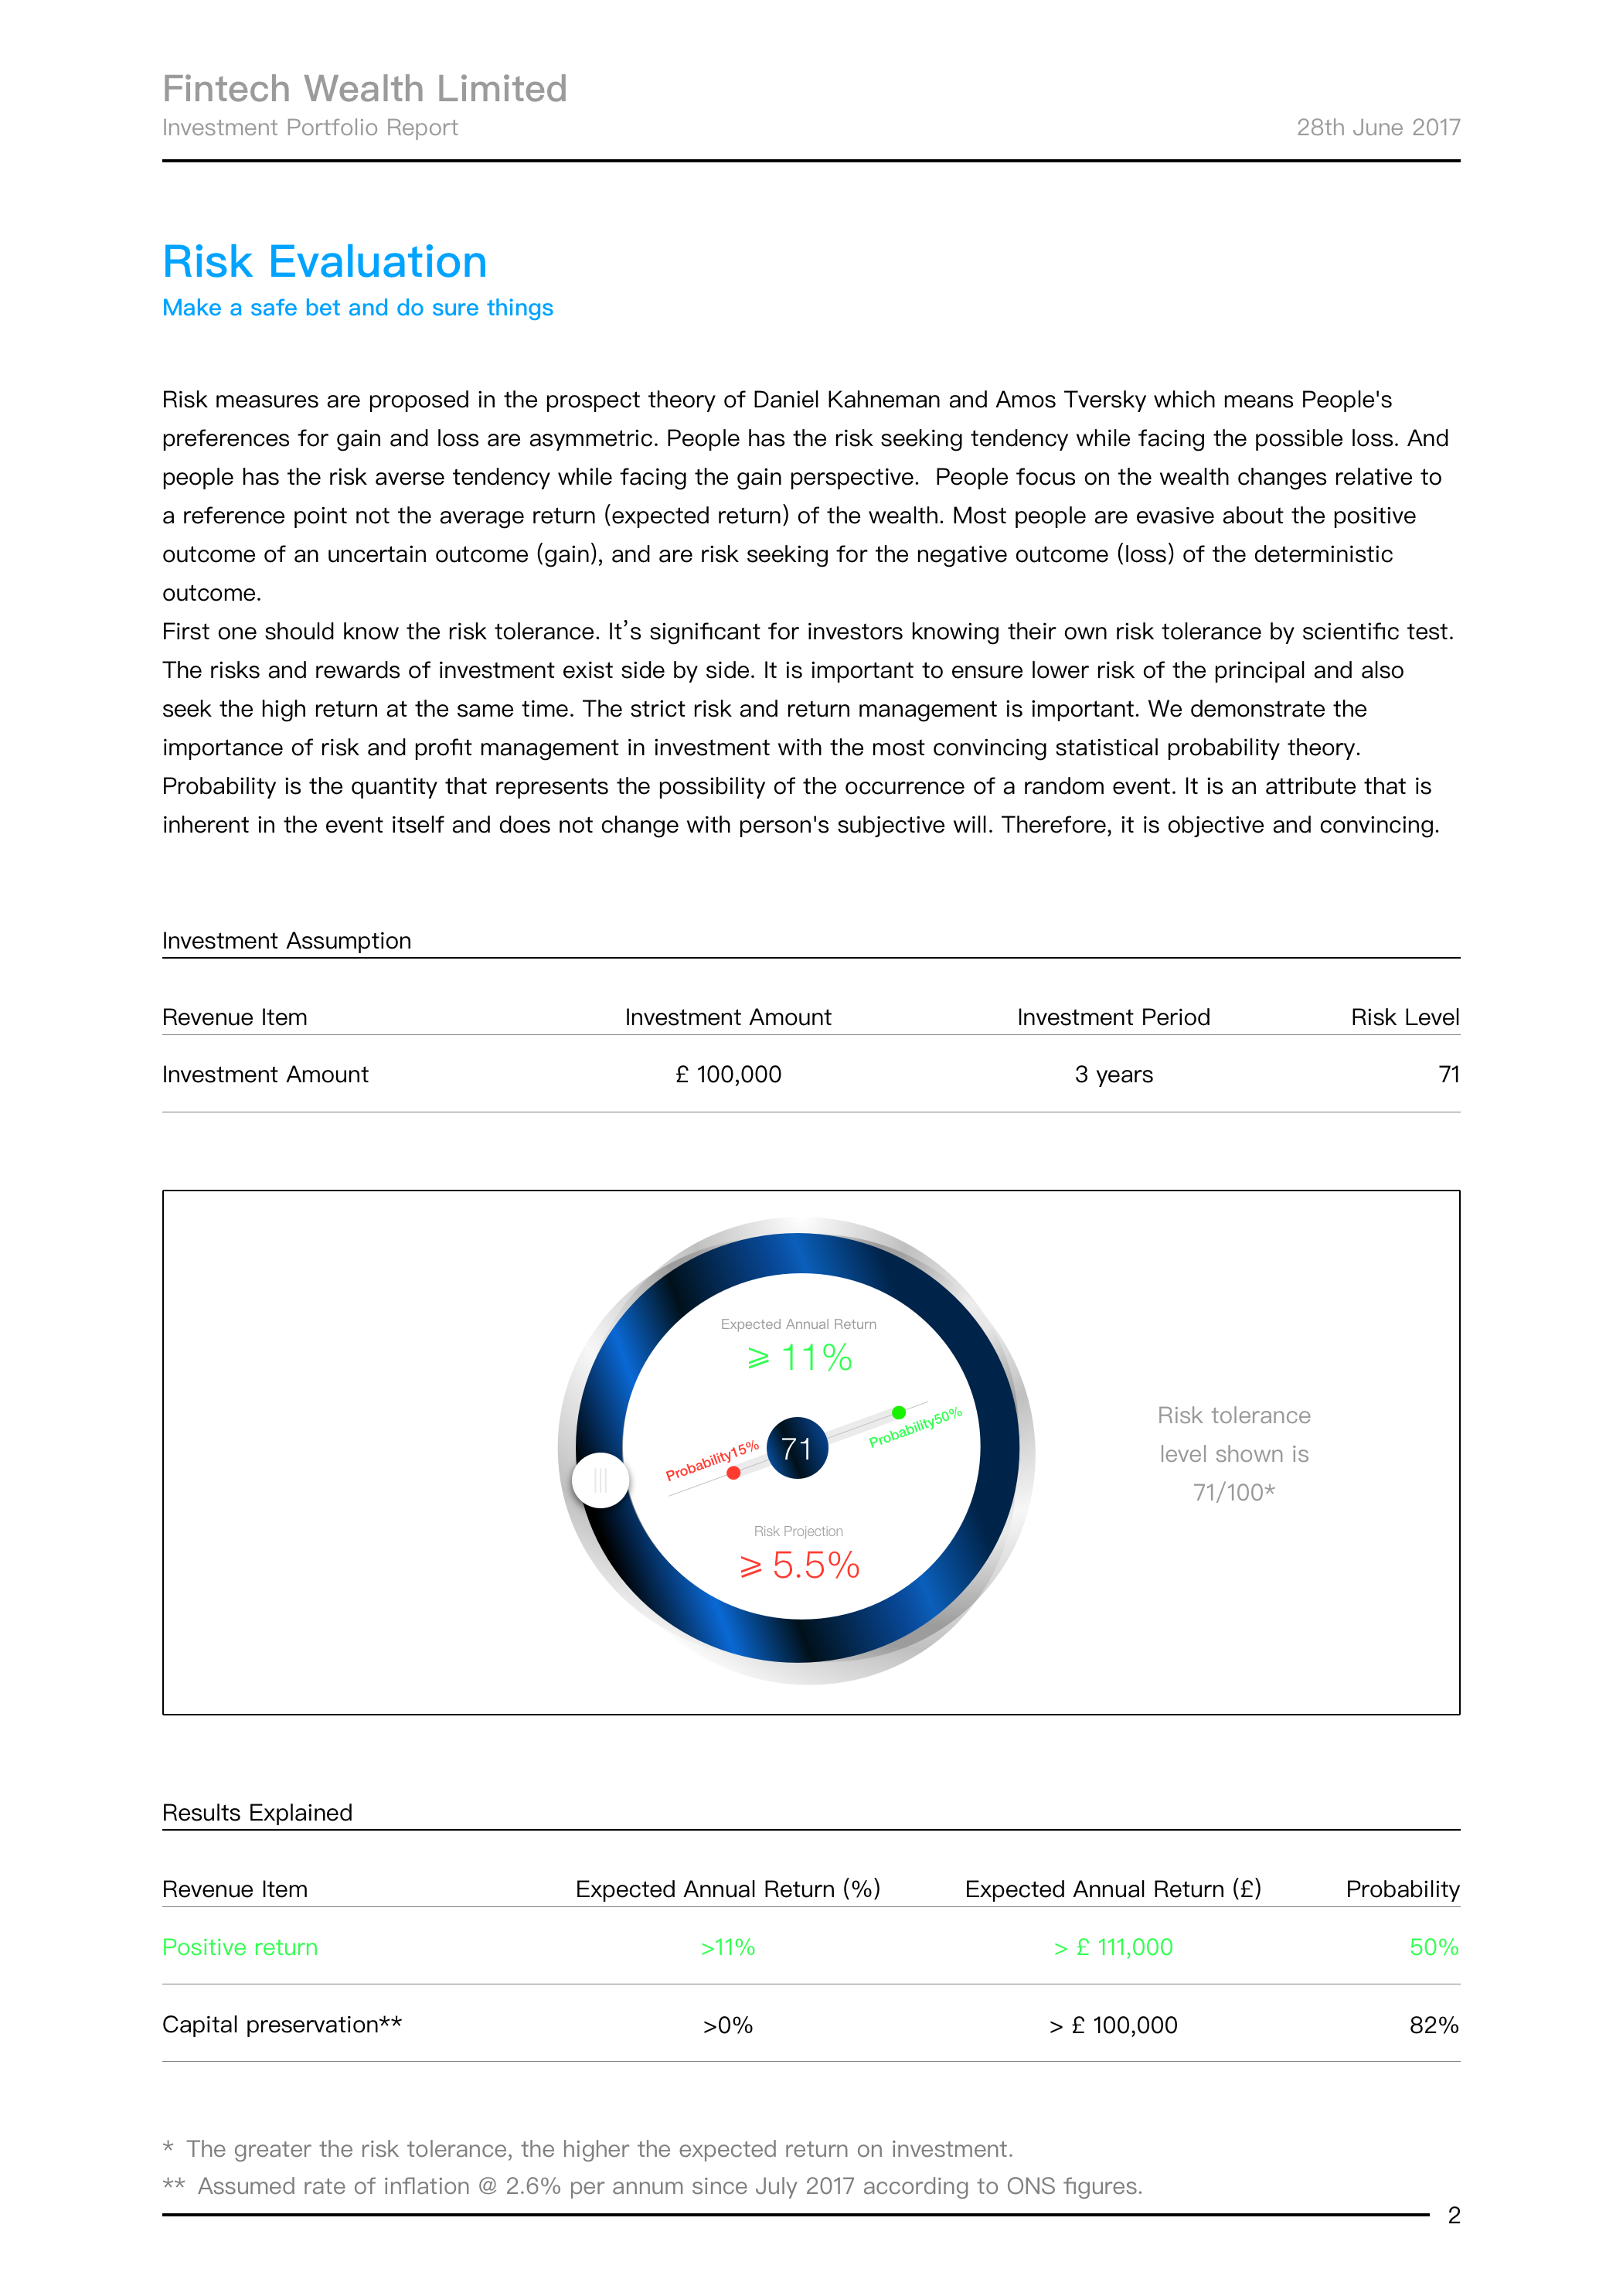 Fintech Wealth Limited
Investment Portfolio Report
28th June 2017
Risk Evaluation
Make a safe bet and do sure things
Risk measures are proposed in the prospect theory of Daniel Kahneman and Amos Tversky which means People's
preferences for gain and loss are asymmetric. People has the risk seeking tendency while facing the possible loss. And
people has the risk averse tendency while facing the gain perspective.  People focus on the wealth changes relative to
a reference point not the average return (expected return) of the wealth. Most people are evasive about the positive
outcome of an uncertain outcome (gain), and are risk seeking for the negative outcome (loss) of the deterministic
outcome.
First one should know the risk tolerance. It’s significant for investors knowing their own risk tolerance by scientific test.
The risks and rewards of investment exist side by side. It is important to ensure lower risk of the principal and also
seek the high return at the same time. The strict risk and return management is important. We demonstrate the
importance of risk and profit management in investment with the most convincing statistical probability theory.
Probability is the quantity that represents the possibility of the occurrence of a random event. It is an attribute that is
inherent in the event itself and does not change with person's subjective will. Therefore, it is objective and convincing.
Investment Assumption
Revenue Item Investment Amount Investment Period Risk Level
Investment Amount £ 100,000 3 years 71
Expected Annual Return
⩾ 11%
Probability50%
Probability15%
71
Risk Projection
⩾ 5.5%
Risk tolerance
level shown is
71/100*
Results Explained
Revenue Item Expected Annual Return (%) Expected Annual Return (£) Probability
Positive return >11% > £ 111,000 50%
Capital preservation** >0% > £ 100,000 82%
* The greater the risk tolerance, the higher the expected return on investment.
** Assumed rate of inflation @ 2.6% per annum since July 2017 according to ONS figures.
2